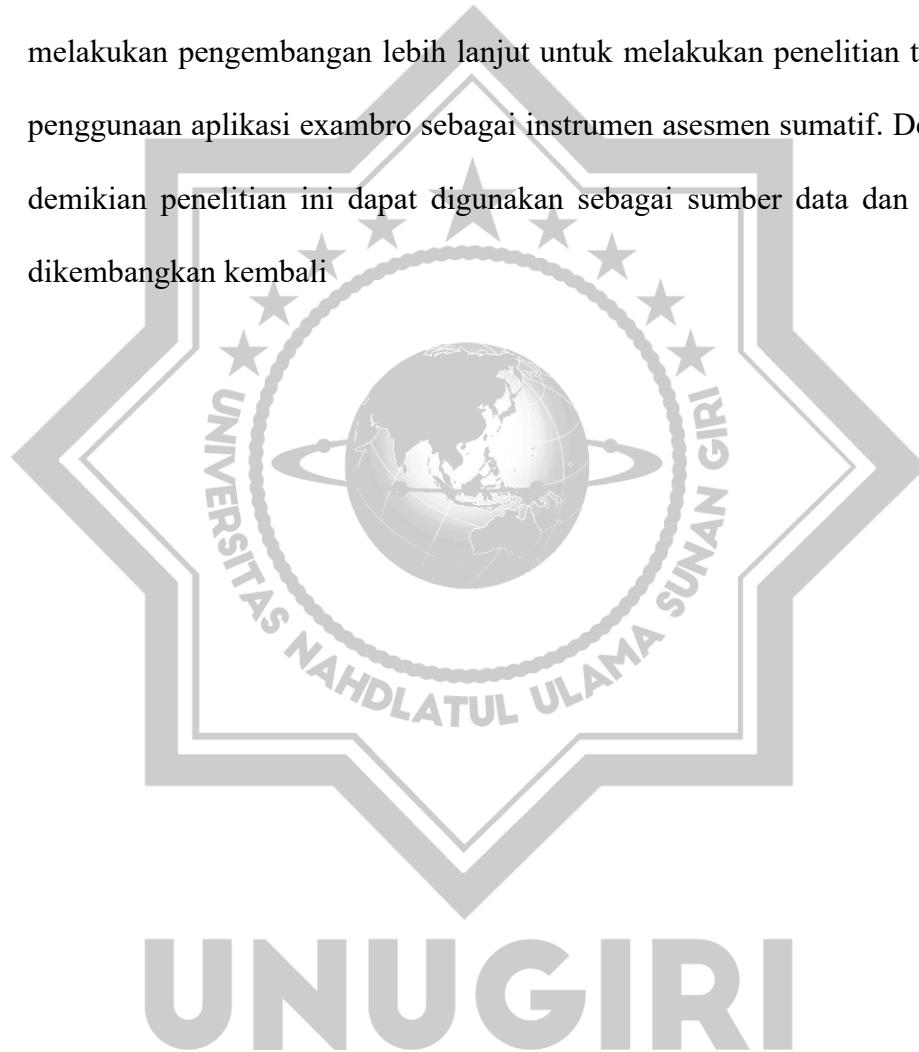 melakukan pengembangan lebih lanjut untuk melakukan penelitian
penggunaan aplikasi exambro sebagai instrumen asesmen sumatif.
demikian penelitian ini dapat digunakan sebagai sumber data dan
dikembangkan kembali
UNIVERSITAS NAHDLATUL ULAMA SUNAN GIRI
UNUGIRI